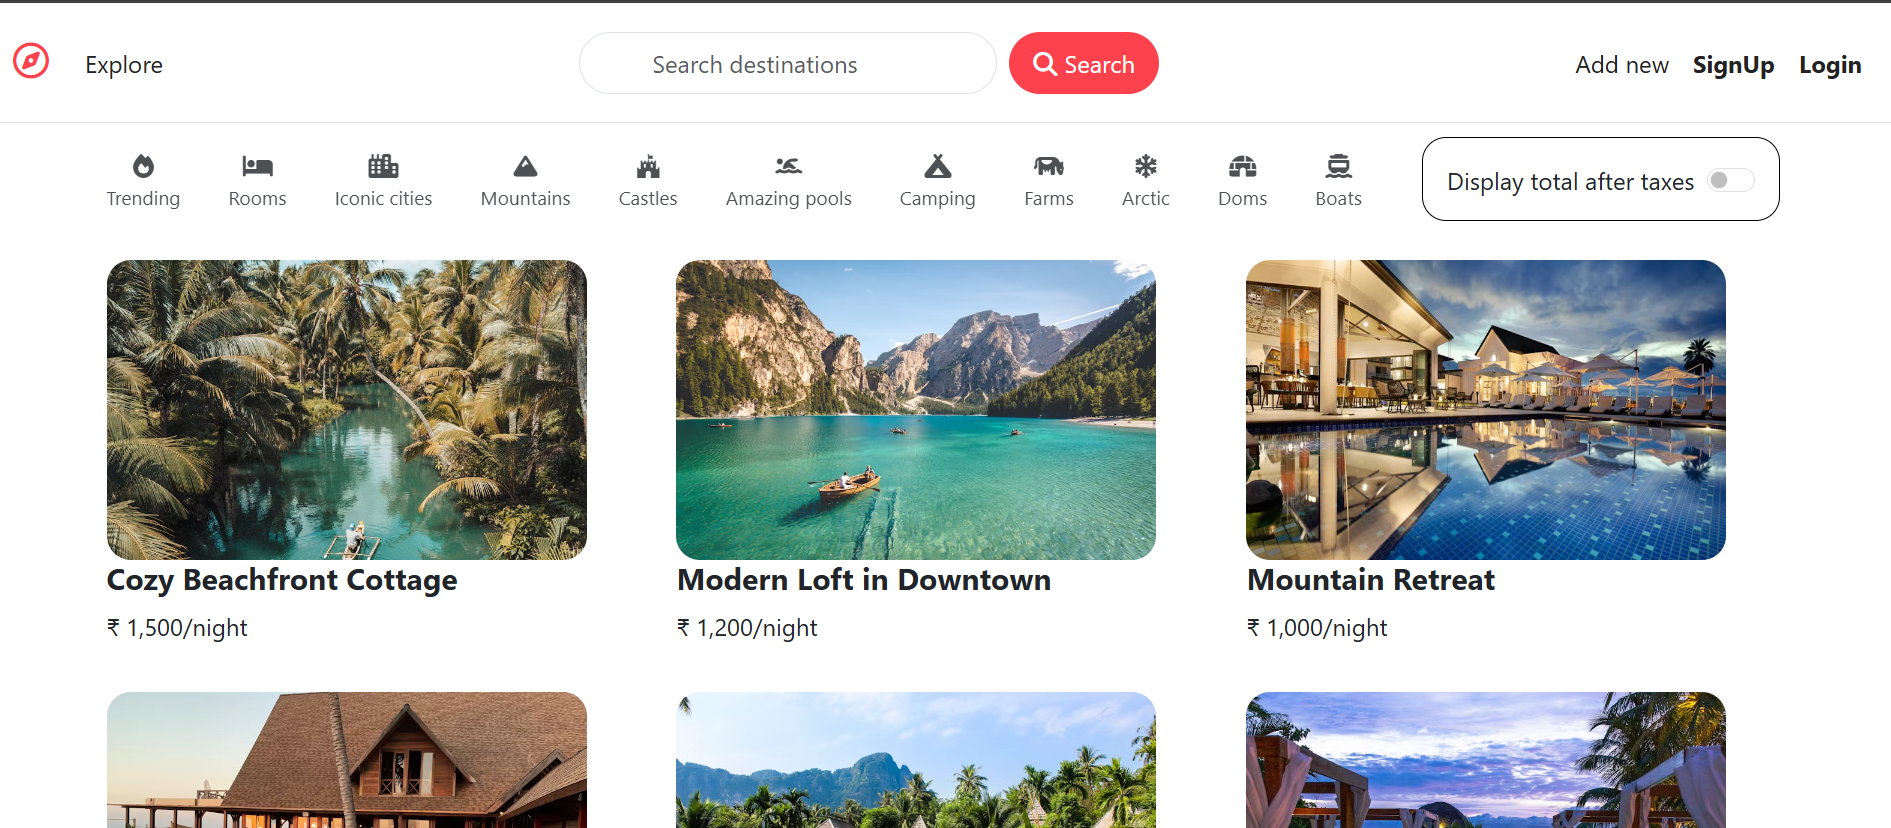 Explore
Search destinations
Search
Add new
SignUp
Login
Trending
Rooms
Iconic cities
Mountains
Castles
Amazing pools
Camping
Farms
Arctic
Doms
Boats
Display total after taxes
Cozy Beachfront Cottage
₹ 1,500/night
Modern Loft in Downtown
₹ 1,200/night
Mountain Retreat
₹ 1,000/night